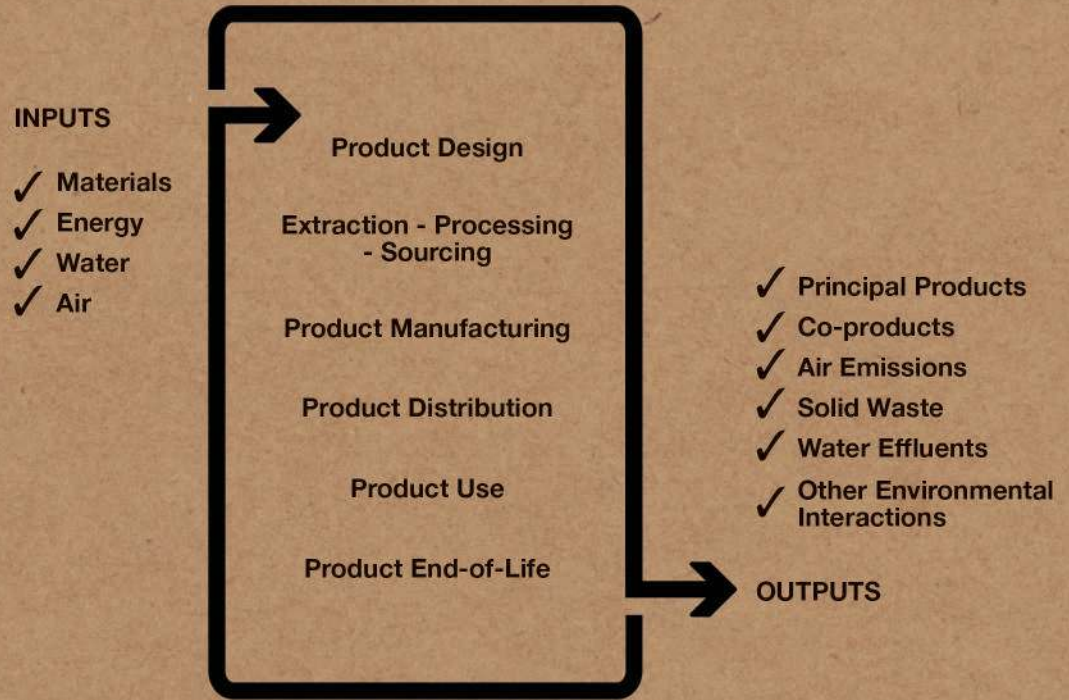 INPUTS
Materials
Energy
Water
Air
Product Design
Extraction - Processing
- Sourcing
Product Manufacturing
Product Distribution
Product Use
Product End-of-Life
Principal Products
Co-products
Air Emissions
Solid Waste
Water Effluents
Other Environmental
Interactions
OUTPUTS